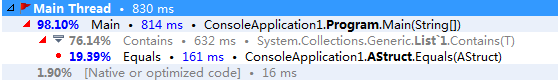 Main Thread • 830 ms
98.10% Main • 814 ms • ConsoleApplication1.Program.Main(String[])
76.14% Contains • 632 ms • System.Collections.Generic.List`1.Contains(T)
19.39% Equals • 161 ms • ConsoleApplication1.AStruct.Equals(AStruct)
1.90% [Native or optimized code] • 16 ms